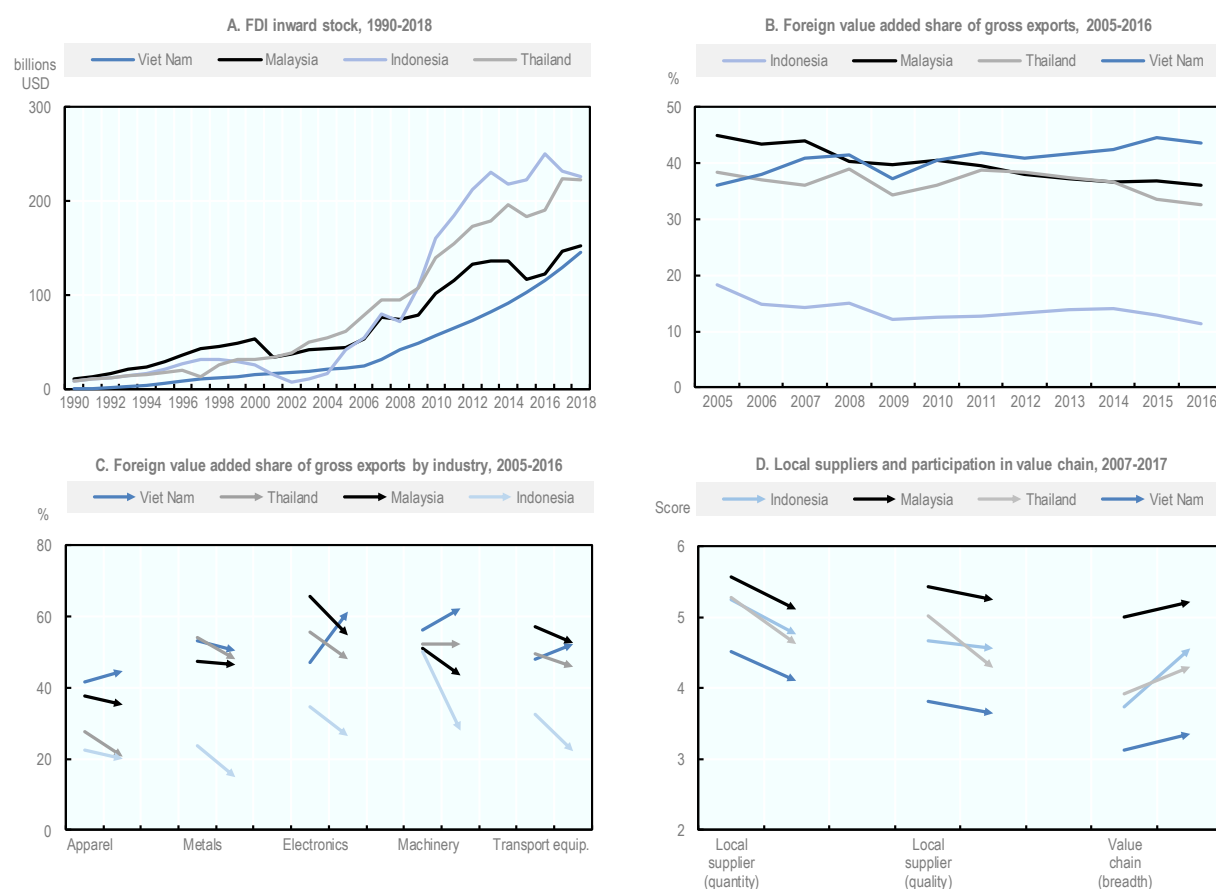 A. FDI inward stock, 1990-2018
Viet Nam Malaysia Indonesia Thailand
billions
USD
300
200
100
0
1990 1992 1994 1996 1998 2000 2002 2004 2006 2008 2010 2012 2014 2016 2018
B. Foreign value added share of gross exports, 2005-2016
Indonesia Malaysia Thailand Viet Nam
%
50
40
30
20
10
0
2005 2006 2007 2008 2009 2010 2011 2012 2013 2014 2015 2016
C. Foreign value added share of gross exports by industry, 2005-2016
Viet Nam Thailand Malaysia Indonesia
%
80
60
40
20
0
Apparel Metals Electronics Machinery Transport equip.
D. Local suppliers and participation in value chain, 2007-2017
Indonesia Malaysia Thailand Viet Nam
Score
6
5
4
3
2
Local
supplier
(quantity)
Local
supplier
(quality)
Value
chain
(breadth)